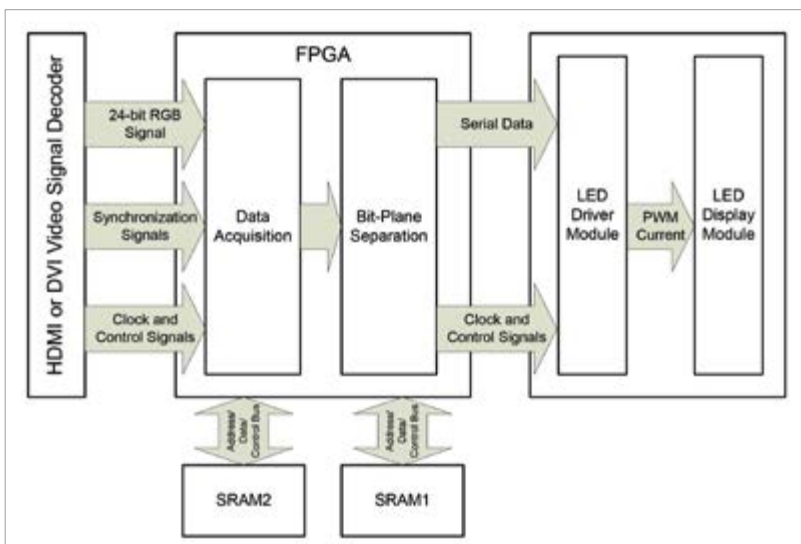 HDMI or DVI Video Signal Decoder
FPGA
24-bit RGB
Signal
Synchronization
Signals
Clock and
Control Signals
Data
Acquisition
Bit-Plane
Separation
Serial Data
Clock and
Control Signals
LED
Driver
Module
PWM
Current
LED
Display
Module
Address/
Data/
Control Bus
Address/
Data/
Control Bus
SRAM2
SRAM1